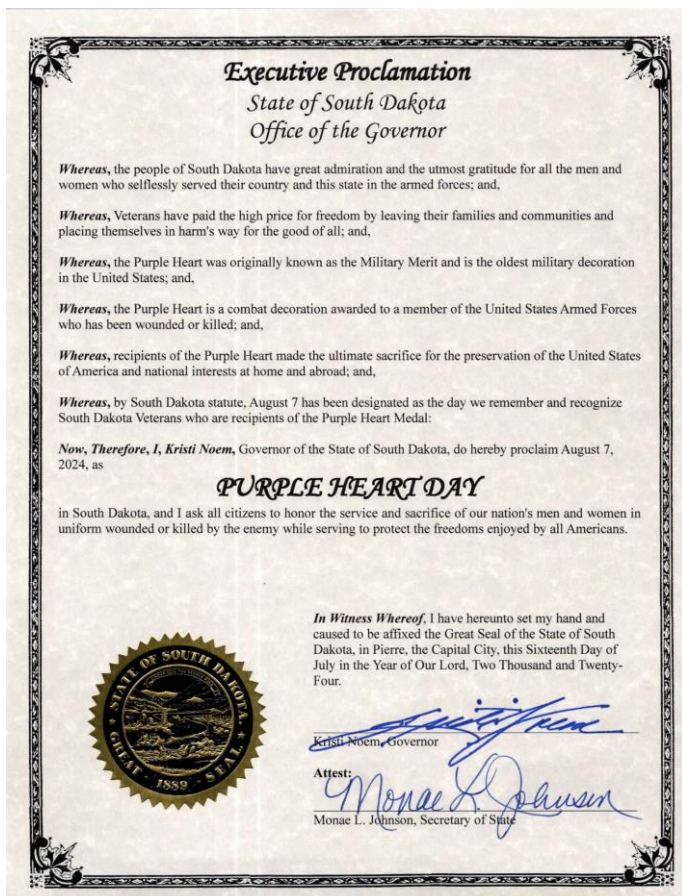 Executive Proclamation
State of South Dakota
Office of the Governor
Whereas, the people of South Dakota have great admiration and the utmost gratitude for all the men and
women who selflessly served their country and this state in the armed forces; and,
Whereas, Veterans have paid the high price for freedom by leaving their families and communities and
placing themselves in harm's way for the good of all; and,
Whereas, the Purple Heart was originally known as the Military Merit and is the oldest military decoration
in the United States; and,
Whereas, the Purple Heart is a combat decoration awarded to a member of the United States Armed Forces
who has been wounded or killed; and,
Whereas, recipients of the Purple Heart made the ultimate sacrifice for the preservation of the United States
of America and national interests at home and abroad; and,
Whereas, by South Dakota statute, August 7 has been designated as the day we remember and recognize
South Dakota Veterans who are recipients of the Purple Heart Medal:
Now, Therefore, I, Kristi Noem, Governor of the State of South Dakota, do hereby proclaim August 7,
2024, as
PURPLE HEART DAY
in South Dakota, and I ask all citizens to honor the service and sacrifice of our nation's men and women in
uniform wounded or killed by the enemy while serving to protect the freedoms enjoyed by all Americans.
In Witness Whereof, I have hereunto set my hand and
caused to be affixed the Great Seal of the State of South
Dakota, in Pierre, the Capital City, this Sixteenth Day of
July in the Year of Our Lord, Two Thousand and Twenty-
Four.
Kristi Noem
Kristi Noem, Governor
Attest:
Monae L. Johnson
Monae L. Johnson, Secretary of State
STATE OF SOUTH DAKOTA
GREAT SEAL
1889